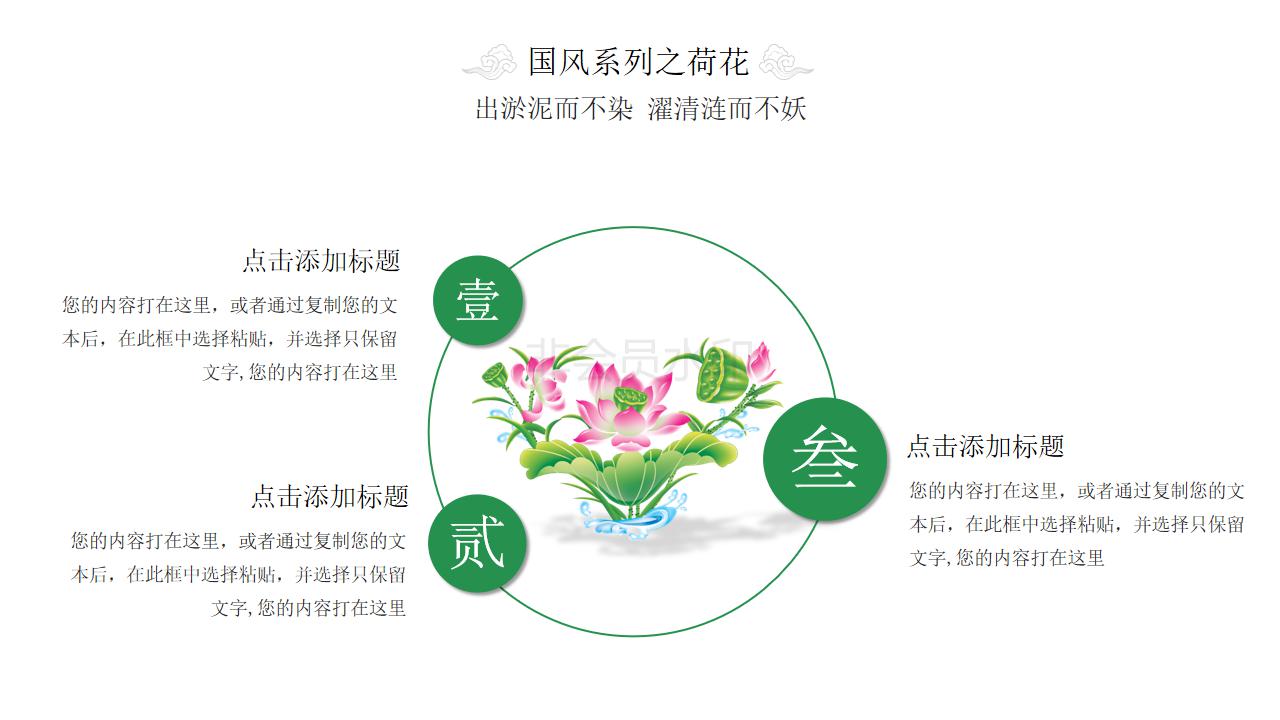 国风系列之荷花
出淤泥而不染 濯清涟而不妖
点击添加标题
壹
您的内容打在这里，或者通过复制您的文
本后，在此框中选择粘贴，并选择只保留
文字,您的内容打在这里
非会员水印
点击添加标题
贰
您的内容打在这里，或者通过复制您的文
本后，在此框中选择粘贴，并选择只保留
文字,您的内容打在这里
叁
点击添加标题
您的内容打在这里，或者通过复制您的文
本后，在此框中选择粘贴，并选择只保留
文字,您的内容打在这里